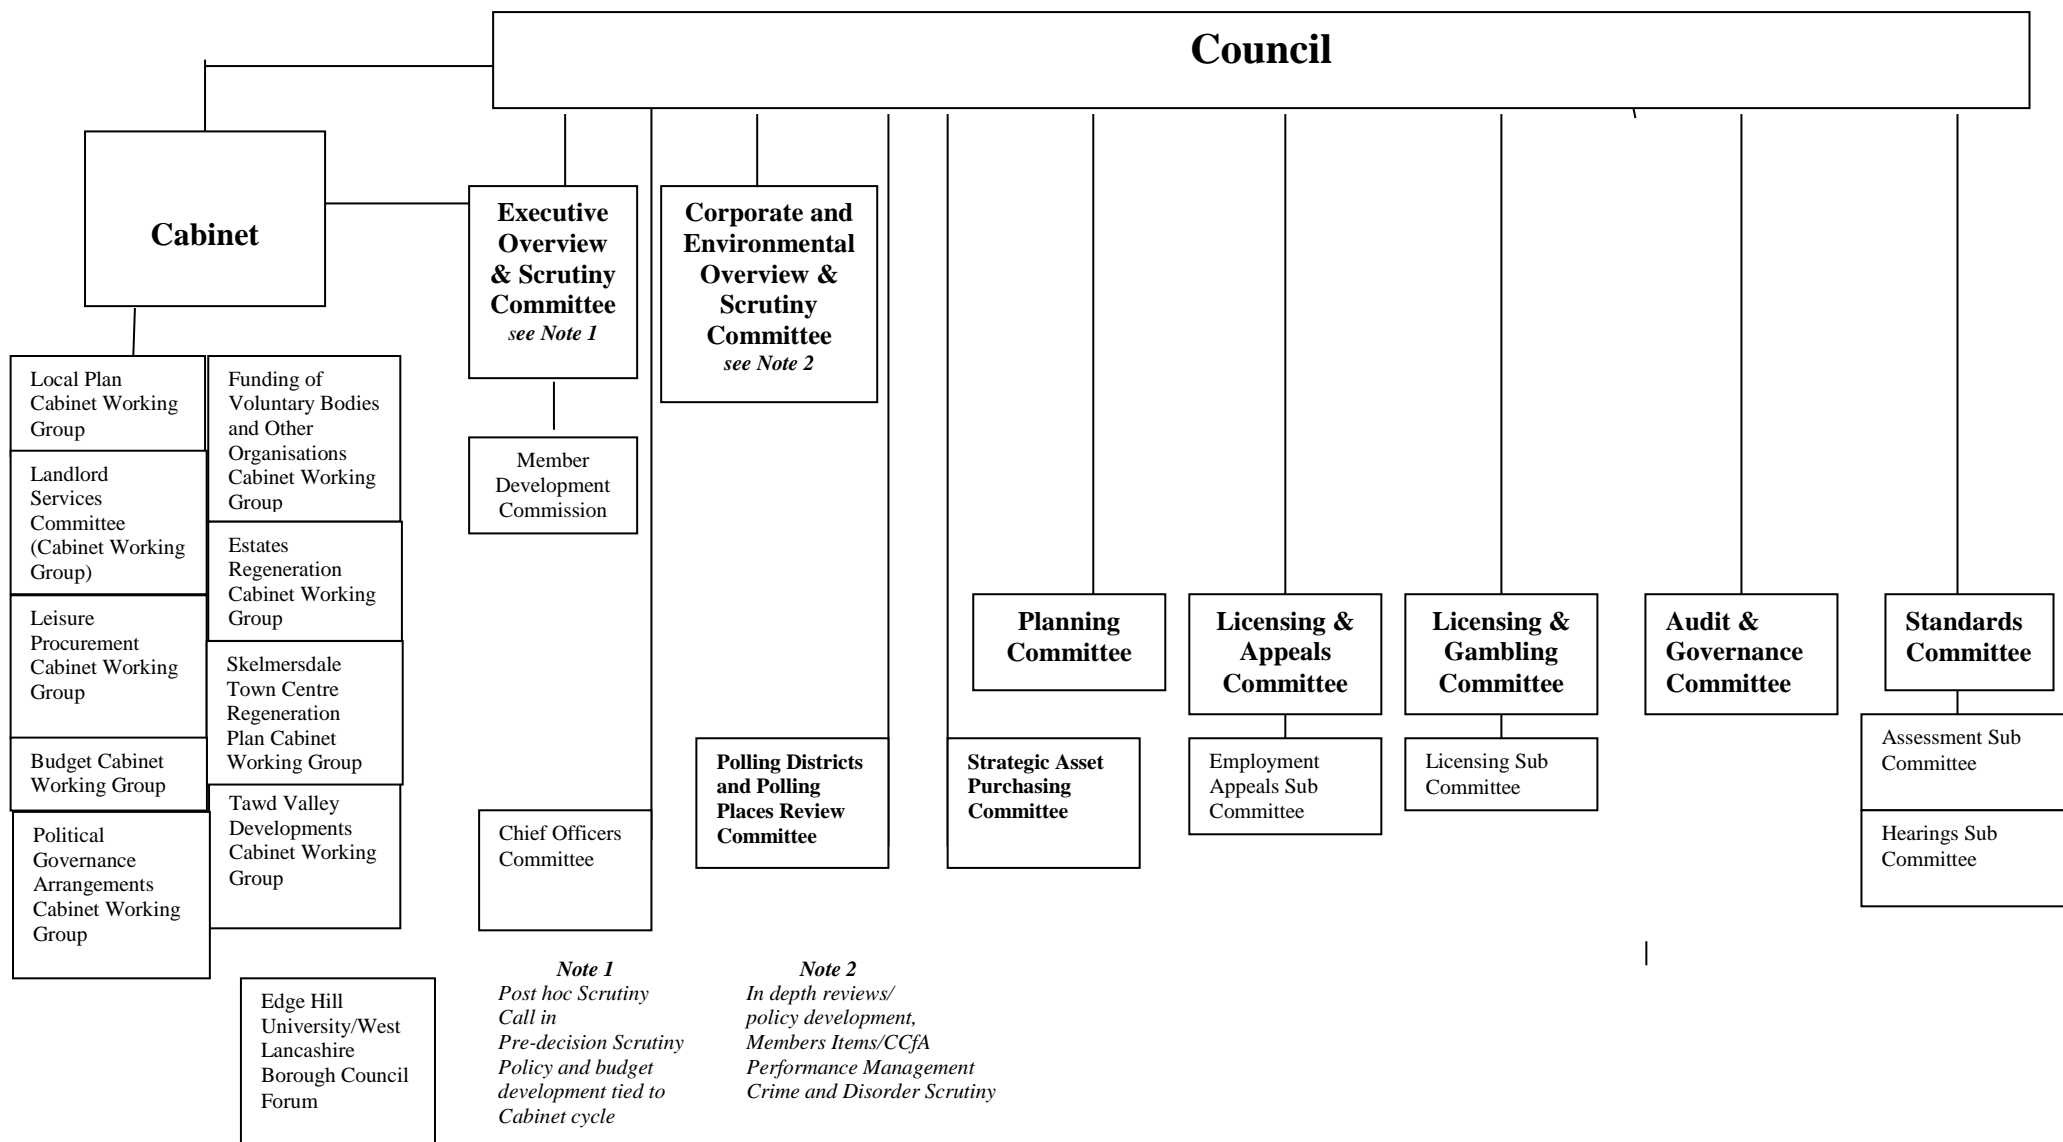 Council
Cabinet
Executive
Overview
& Scrutiny
Committee
see Note 1
Corporate and
Environmental
Overview &
Scrutiny
Committee
see Note 2
Local Plan
Cabinet Working
Group
Funding of
Voluntary Bodies
and Other
Organisations
Cabinet Working
Group
Landlord
Services
Committee
(Cabinet Working
Group)
Estates
Regeneration
Cabinet Working
Group
Leisure
Procurement
Cabinet Working
Group
Skelmersdale
Town Centre
Regeneration
Plan Cabinet
Working Group
Budget Cabinet
Working Group
Tawd Valley
Developments
Cabinet Working
Group
Political
Governance
Arrangements
Cabinet Working
Group
Edge Hill
University/West
Lancashire
Borough Council
Forum
Member
Development
Commission
Chief Officers
Committee
Polling Districts
and Polling
Places Review
Committee
Strategic Asset
Purchasing
Committee
Planning
Committee
Licensing &
Appeals
Committee
Employment
Appeals Sub
Committee
Licensing &
Gambling
Committee
Licensing Sub
Committee
Audit &
Governance
Committee
Standards
Committee
Assessment Sub
Committee
Hearings Sub
Committee
Note 1
Post hoc Scrutiny
Call in
Pre-decision Scrutiny
Policy and budget
development tied to
Cabinet cycle
Note 2
In depth reviews/
policy development,
Members Items/CCfA
Performance Management
Crime and Disorder Scrutiny